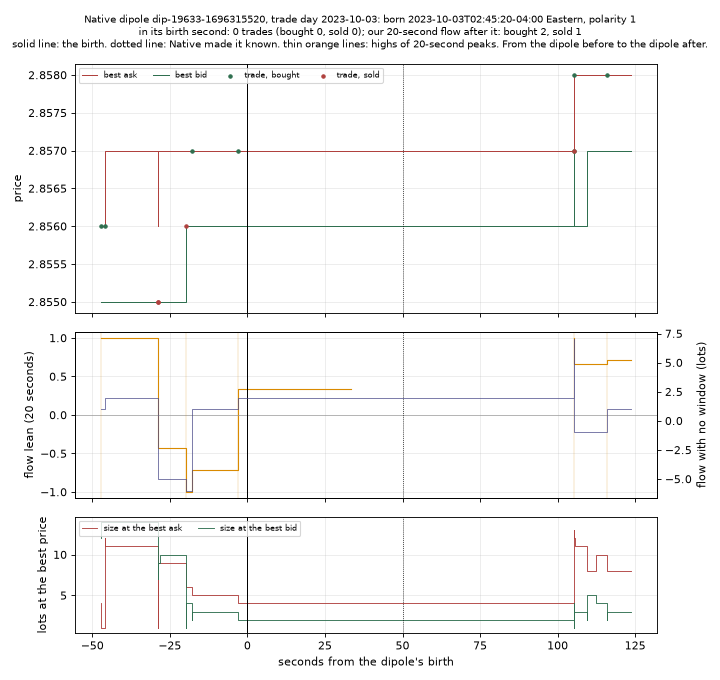 Native dipole dip-19633-1696315520, trade day 2023-10-03: born 2023-10-03T02:45:20-04:00 Eastern, polarity 1
in its birth second: 0 trades (bought 0, sold 0); our 20-second flow after it: bought 2, sold 1
solid line: the birth. dotted line: Native made it known. thin orange lines: highs of 20-second peaks. From the dipole before to the dipole after.
best ask best bid trade, bought trade, sold
2.8580
2.8575
2.8570
2.8565
2.8560
2.8555
2.8550
price
1.0
0.5
0.0
−0.5
−1.0
flow lean (20 seconds)
7.5
5.0
2.5
0.0
−2.5
−5.0
flow with no window (lots)
size at the best ask size at the best bid
10
5
lots at the best price
−50 −25 0 25 50 75 100 125
seconds from the dipole's birth